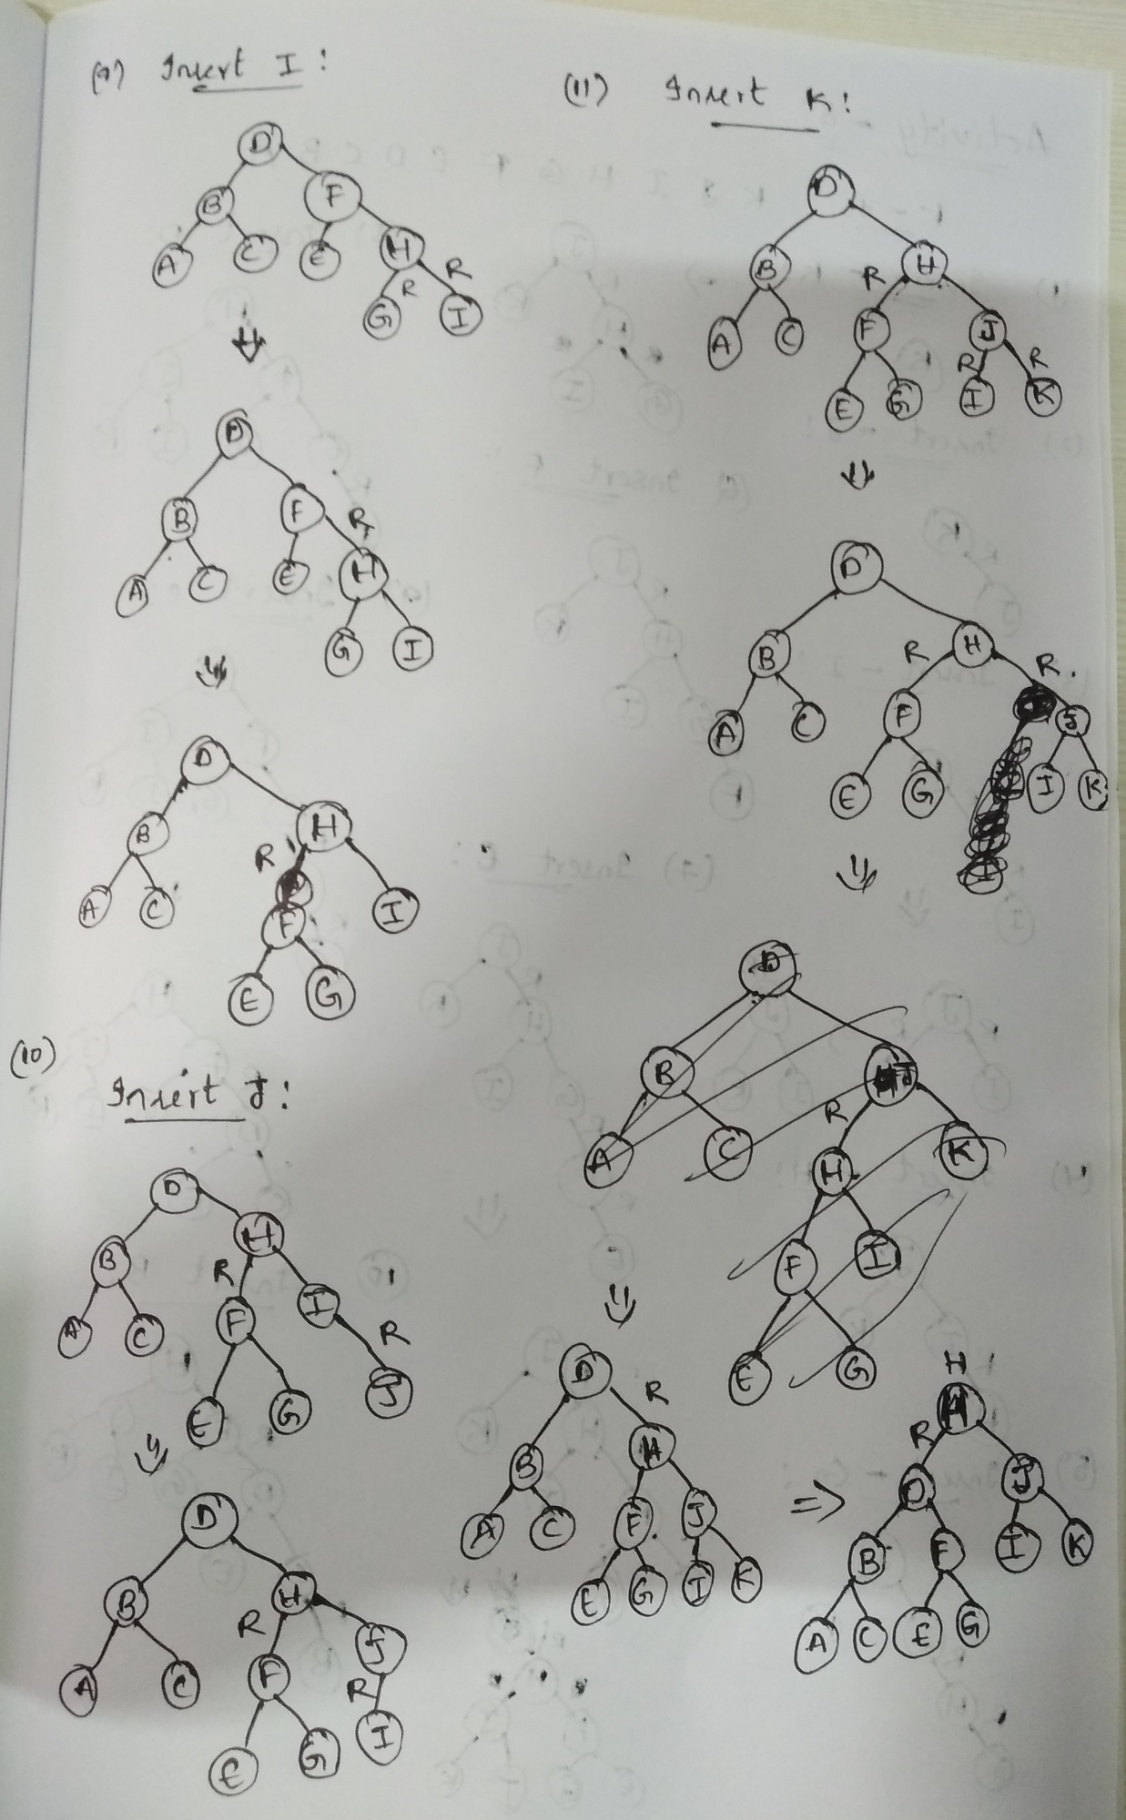 (9) Insert I:
D
B F
A C E H R
R
G I
D
B F R
A C E H
G I
D
B H
R
A C F I
E G
(10)
Insert J:
D
B H
R
A C F I R
E G J
D
B H
R J
A C F R
E G I
(11) Insert K:
D
B R H
A C F J
R R
E G I K
D
B R H R
A C F J
E G I K
D
B J
R
A C H K
F I
E G
D R
B H
A C F J
E G I K
⇒
H
H
R
D J
B F I K
A C E G